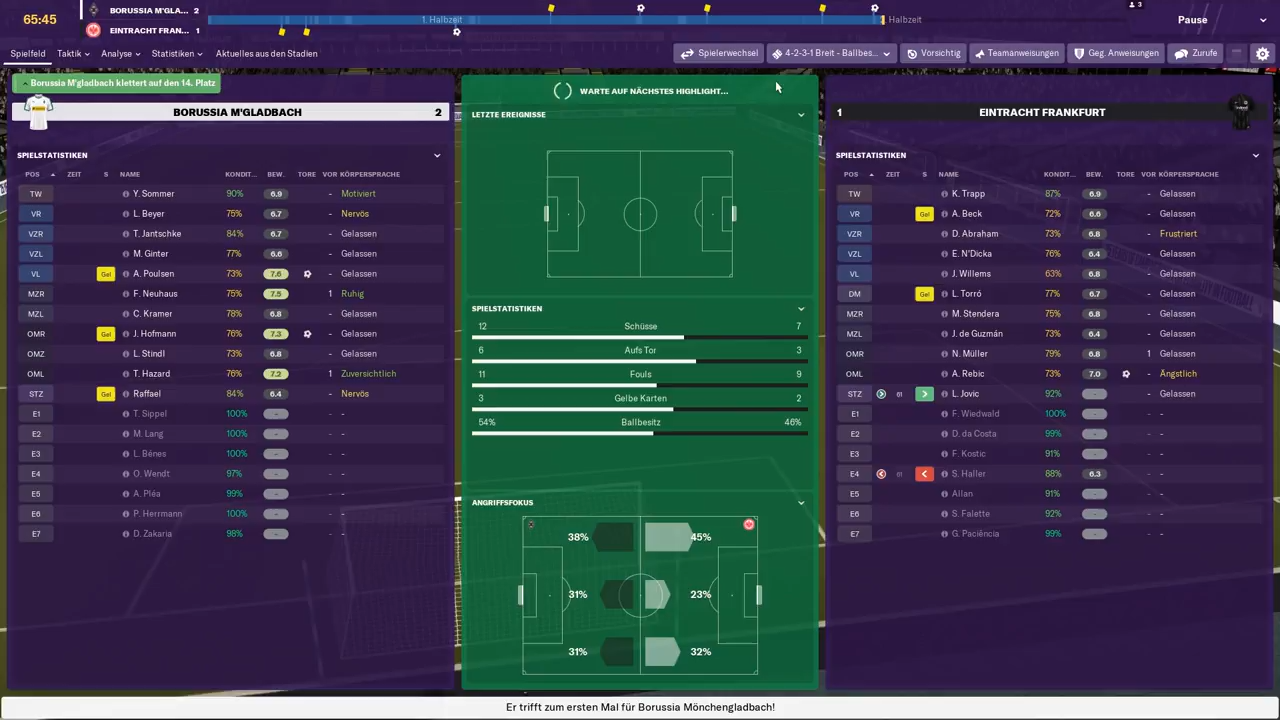 65:45
BORUSSIA M'GLA... 2
EINTRACHT FRAN... 1
1. Halbzeit
2. Halbzeit
3
Pause
Spielfeld Taktik Analyse Statistiken Aktuelles aus den Stadien
Spielerwechsel 4-2-3-1 Breit - Ballbes... Vorsichtig Teamanweisungen Geg. Anweisungen Zurufe
Borussia M'gladbach klettert auf den 14. Platz
BORUSSIA M'GLADBACH 2
SPIELSTATISTIKEN
POS ZEIT S NAME KONDIT... BEW. TORE VOR KÖRPERSPRACHE
TW Y. Sommer 90% 6.9 - Motiviert
VR L. Beyer 75% 6.7 - Nervös
VZR T. Jantschke 84% 6.7 - Gelassen
VZL M. Ginter 77% 6.6 - Gelassen
VL Gel A. Poulsen 73% 7.6 - Gelassen
MZR F. Neuhaus 75% 7.5 1 Ruhig
MZL C. Kramer 78% 6.8 - Gelassen
OMR Gel J. Hofmann 76% 7.3 - Gelassen
OMZ L. Stindl 73% 6.8 - Gelassen
OML T. Hazard 76% 7.2 1 Zuversichtlich
STZ Gel Raffael 84% 6.4 - Nervös
E1 T. Sippel 100% - - -
E2 M. Lang 100% - - -
E3 L. Bénes 100% - - -
E4 O. Wendt 97% - - -
E5 A. Pléa 99% - - -
E6 P. Herrmann 100% - - -
E7 D. Zakaria 98% - - -
WARTE AUF NÄCHSTES HIGHLIGHT...
LETZTE EREIGNISSE
SPIELSTATISTIKEN
12 Schüsse 7
6 Aufs Tor 3
11 Fouls 9
3 Gelbe Karten 2
54% Ballbesitz 46%
ANGRIFFSFOKUS
38% 45%
31% 23%
31% 32%
1 EINTRACHT FRANKFURT
SPIELSTATISTIKEN
POS ZEIT S NAME KONDIT... BEW. TORE VOR KÖRPERSPRACHE
TW K. Trapp 87% 6.9 - Gelassen
VR Gel A. Beck 72% 6.6 - Gelassen
VZR D. Abraham 73% 6.8 - Frustriert
VZL E. N'Dicka 76% 6.4 - Gelassen
VL J. Willems 63% 6.8 - Gelassen
DM Gel L. Torró 77% 6.7 - Gelassen
MZR M. Stendera 75% 6.8 - Gelassen
MZL J. de Guzmán 73% 6.4 - Gelassen
OMR N. Müller 79% 6.8 1 Gelassen
OML A. Rebic 73% 7.0 - Ängstlich
STZ 61 L. Jovic 92% - - Gelassen
E1 F. Wiedwald 100% - - -
E2 D. da Costa 99% - - -
E3 F. Kostic 91% - - -
E4 61 S. Haller 88% 6.3 - -
E5 Allan 91% - - -
E6 S. Falette 92% - - -
E7 G. Paciência 99% - - -
Er trifft zum ersten Mal für Borussia Mönchengladbach!